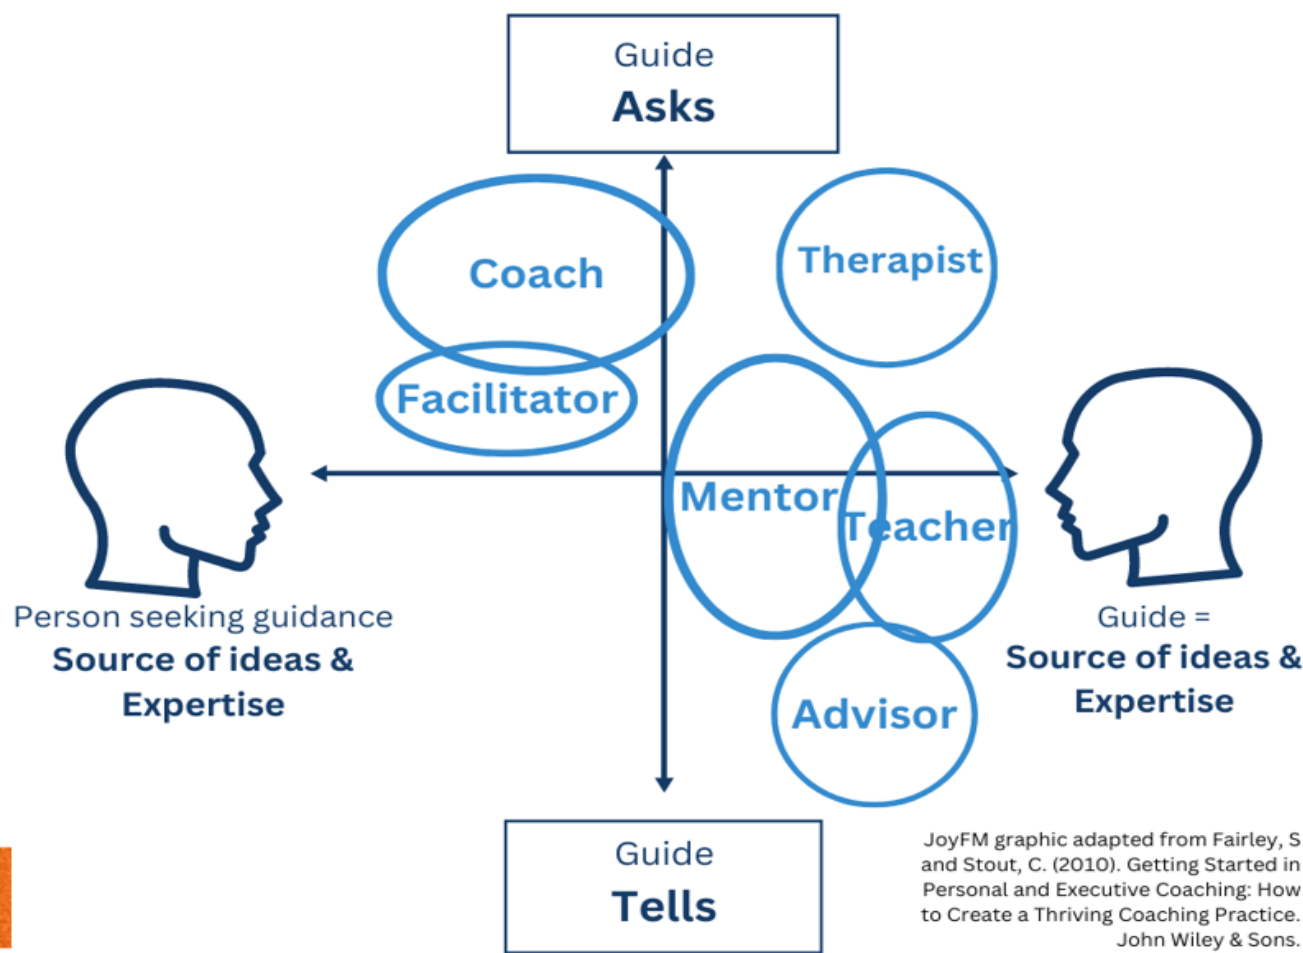 Guide
Asks
Coach
Therapist
Facilitator
Mentor
Teacher
Person seeking guidance
Source of ideas &
Expertise
Guide =
Source of ideas &
Expertise
Advisor
Guide
Tells
JoyFM graphic adapted from Fairley, S
and Stout, C. (2010). Getting Started in
Personal and Executive Coaching: How
to Create a Thriving Coaching Practice.
John Wiley & Sons.